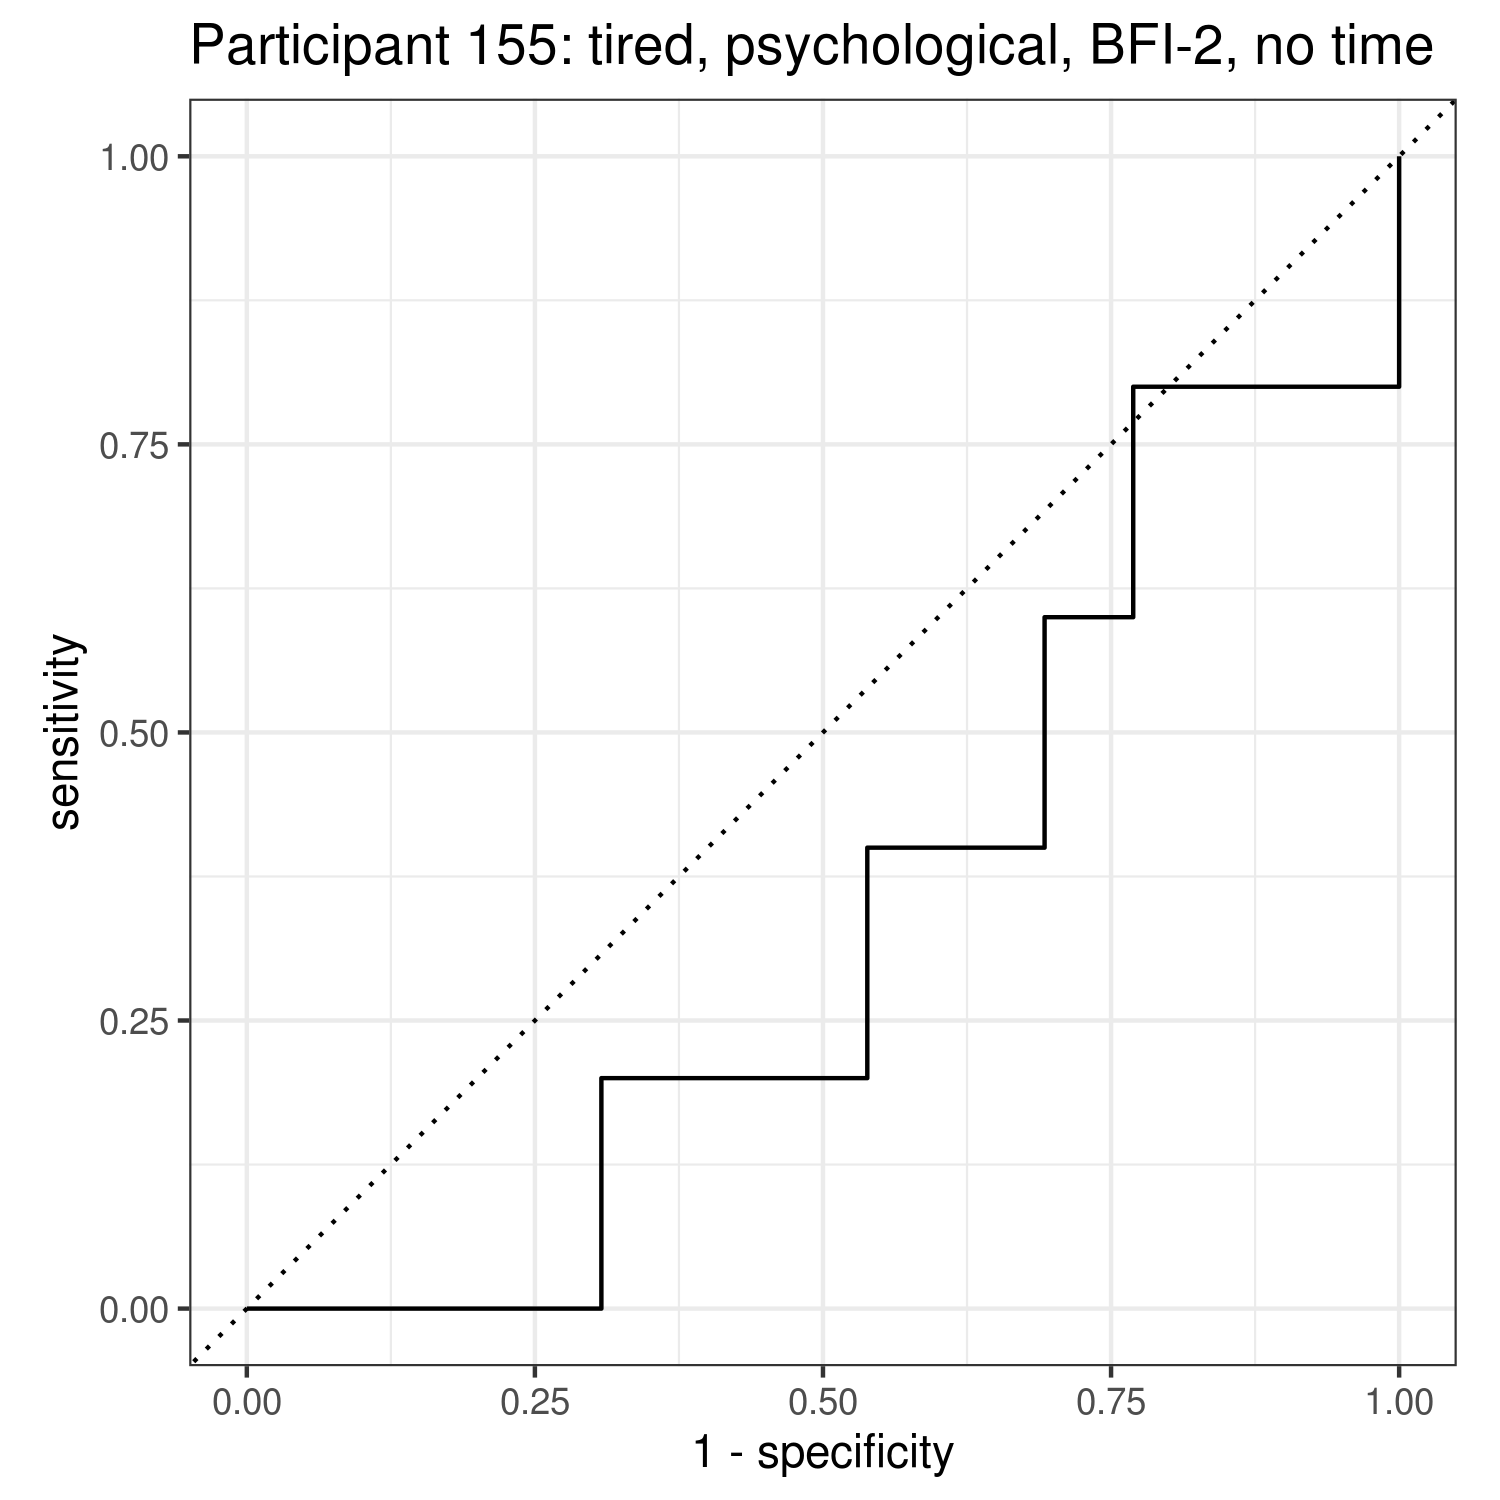 Participant 155: tired, psychological, BFI-2, no time
1.00
0.75
0.50
0.25
0.00
sensitivity
0.00 0.25 0.50 0.75 1.00
1 - specificity